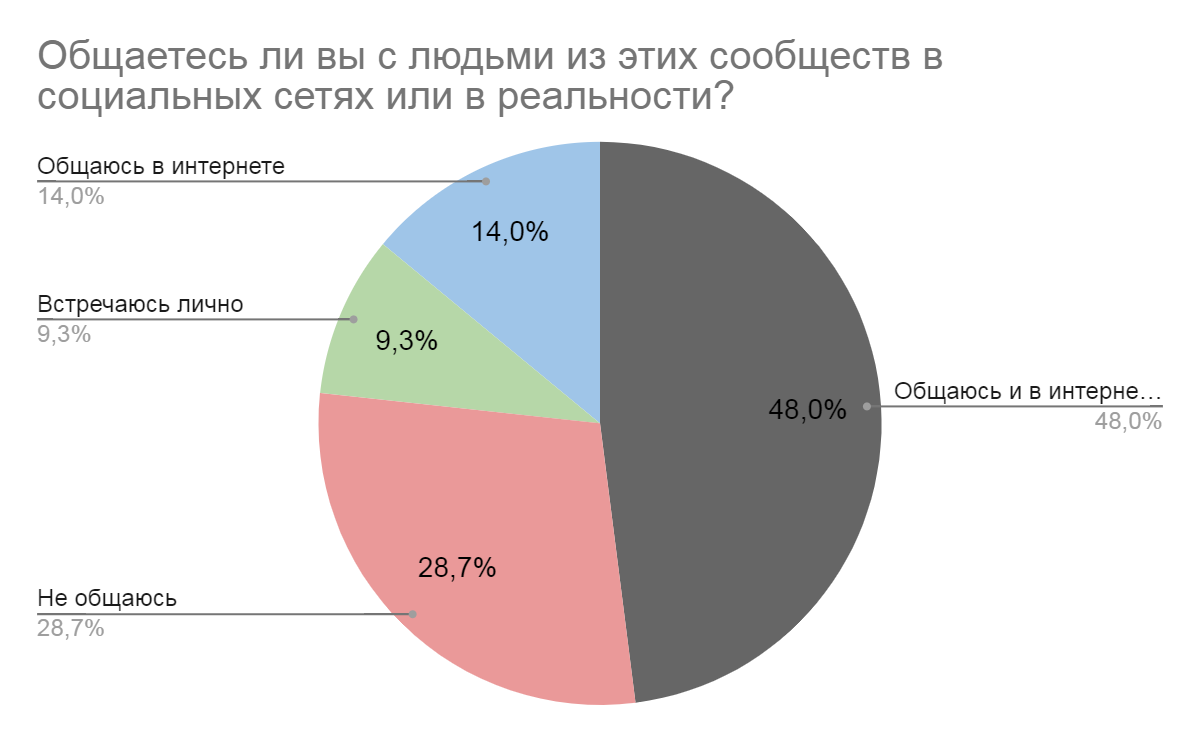 Общаетесь ли вы с людьми из этих сообществ в
социальных сетях или в реальности?
Общаюсь в интернете
14,0%
14,0%
Встречаюсь лично
9,3%
9,3%
Общаюсь и в интерне…
48,0%
48,0%
28,7%
Не общаюсь
28,7%